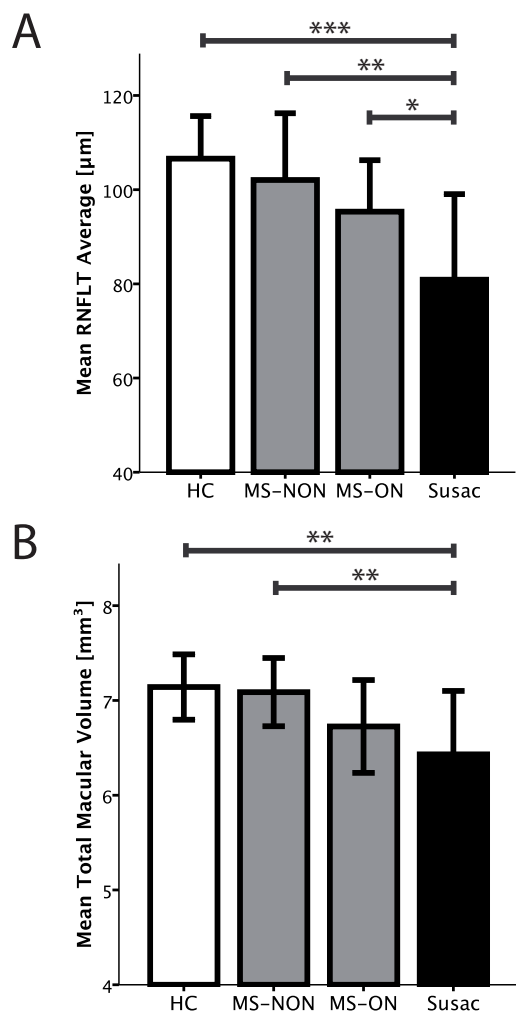 A
***
**
*
Mean RNFLT Average [µm]
120
100
80
60
40
HC MS-NON MS-ON Susac
B
**
**
Mean Total Macular Volume [mm³]
8
7
6
5
4
HC MS-NON MS-ON Susac